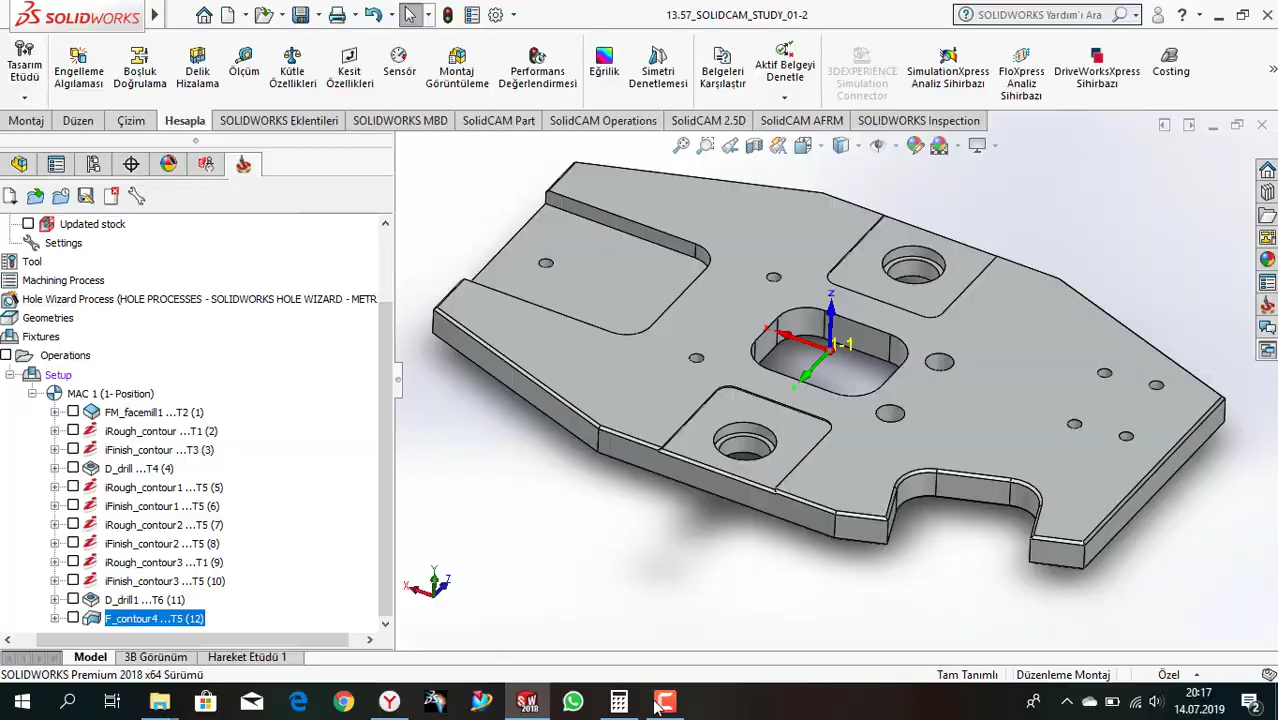 SOLIDWORKS
13.57_SOLIDCAM_STUDY_01-2
SOLIDWORKS Yardım'ı Ara
Tasarım Etüdü
Engelleme Algılaması
Boşluk Doğrulama
Delik Hizalama
Ölçüm
Kütle Özellikleri
Kesit Özellikleri
Sensör
Montaj Görüntüleme
Performans Değerlendirmesi
Eğrilik
Simetri Denetlemesi
Belgeleri Karşılaştır
Aktif Belgeyi Denetle
3DEXPERIENCE Simulation Connector
SimulationXpress Analiz Sihirbazı
FloXpress Analiz Sihirbazı
DriveWorksXpress Sihirbazı
Costing
Montaj Düzen Çizim Hesapla SOLIDWORKS Eklentileri SOLIDWORKS MBD SolidCAM Part SolidCAM Operations SolidCAM 2.5D SolidCAM AFRM SOLIDWORKS Inspection
Updated stock
Settings
Tool
Machining Process
Hole Wizard Process (HOLE PROCESSES - SOLIDWORKS HOLE WIZARD - METR
Geometries
Fixtures
Operations
Setup
MAC 1 (1- Position)
FM_facemill1 ...T2 (1)
iRough_contour ...T1 (2)
iFinish_contour ...T3 (3)
D_drill ...T4 (4)
iRough_contour1 ...T5 (5)
iFinish_contour1 ...T5 (6)
iRough_contour2 ...T5 (7)
iFinish_contour2 ...T5 (8)
iRough_contour3 ...T1 (9)
iFinish_contour3 ...T5 (10)
D_drill1 ...T6 (11)
F_contour4 ...T5 (12)
z
x
1-1
Y
X
Z
Model 3B Görünüm Hareket Etüdü 1
SOLIDWORKS Premium 2018 x64 Sürümü
Tam Tanımlı Düzenleme Montaj Özel
SW
2018
20:17
14.07.2019
2